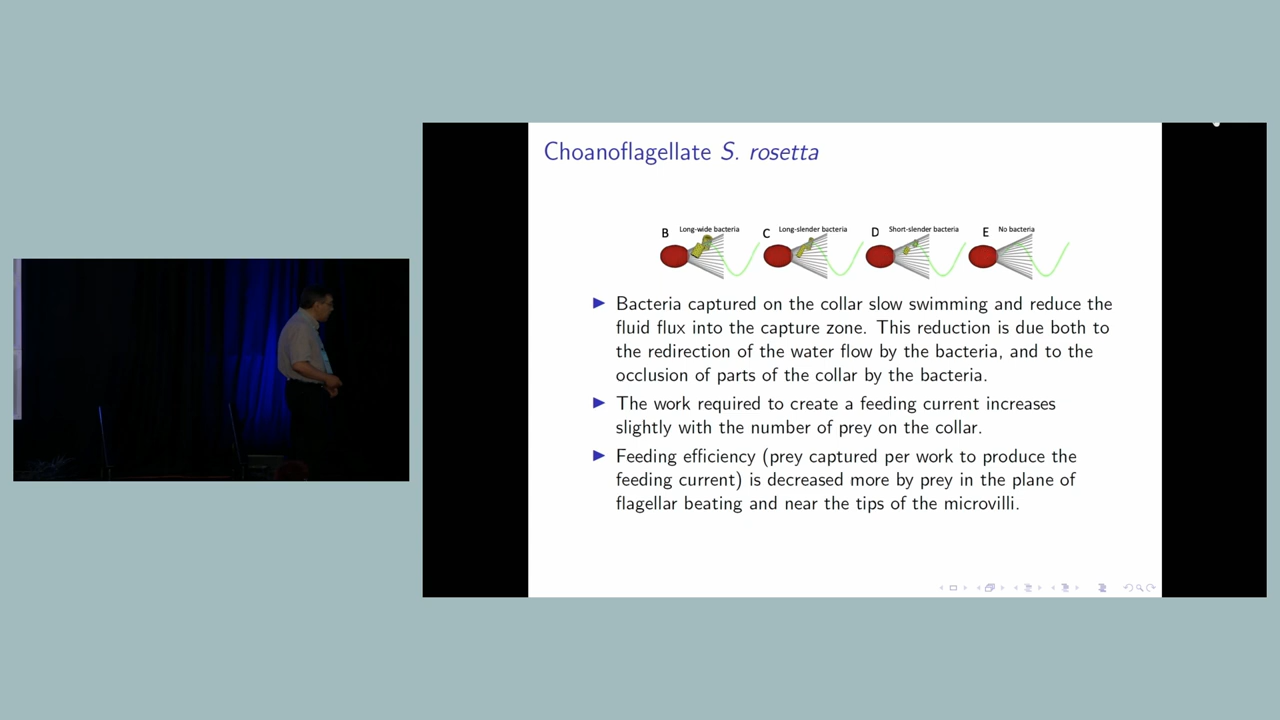 Choanoflagellate S. rosetta
B Long-wide bacteria C Long-slender bacteria D Short-slender bacteria E No bacteria
Bacteria captured on the collar slow swimming and reduce the
fluid flux into the capture zone. This reduction is due both to
the redirection of the water flow by the bacteria, and to the
occlusion of parts of the collar by the bacteria.
The work required to create a feeding current increases
slightly with the number of prey on the collar.
Feeding efficiency (prey captured per work to produce the
feeding current) is decreased more by prey in the plane of
flagellar beating and near the tips of the microvilli.